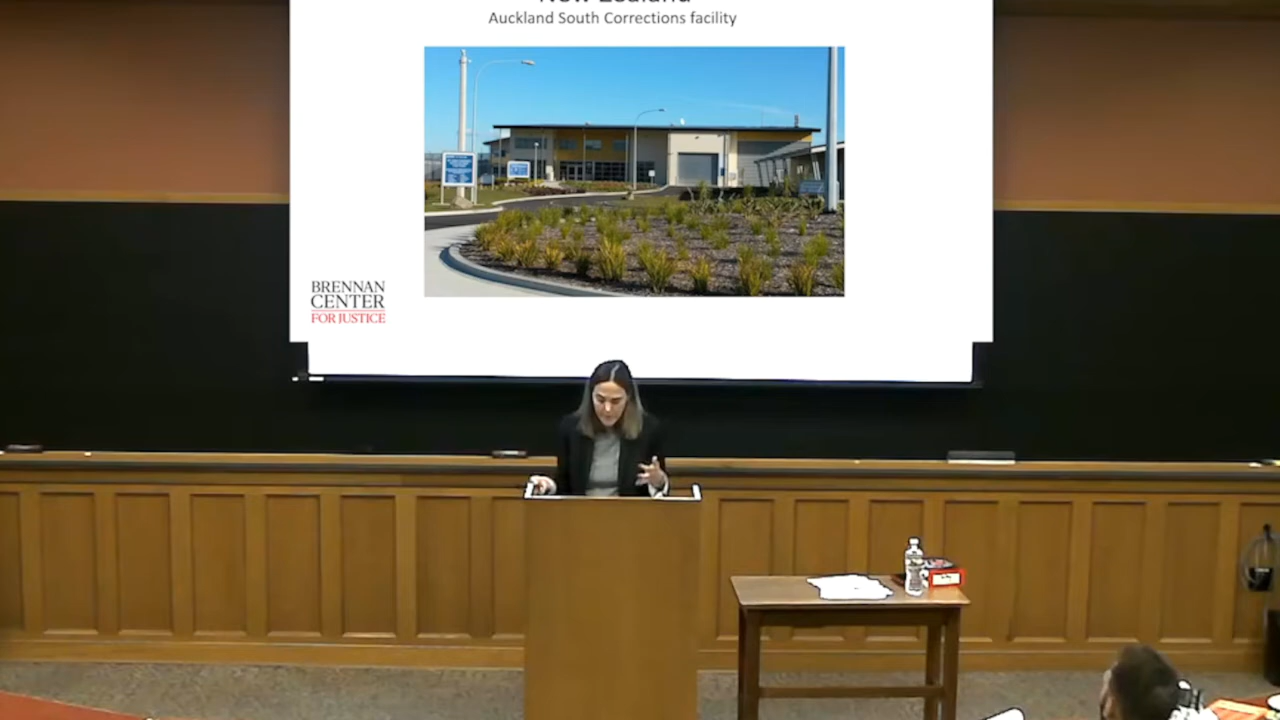 New Zealand
Auckland South Corrections facility
BRENNAN
CENTER
FOR JUSTICE